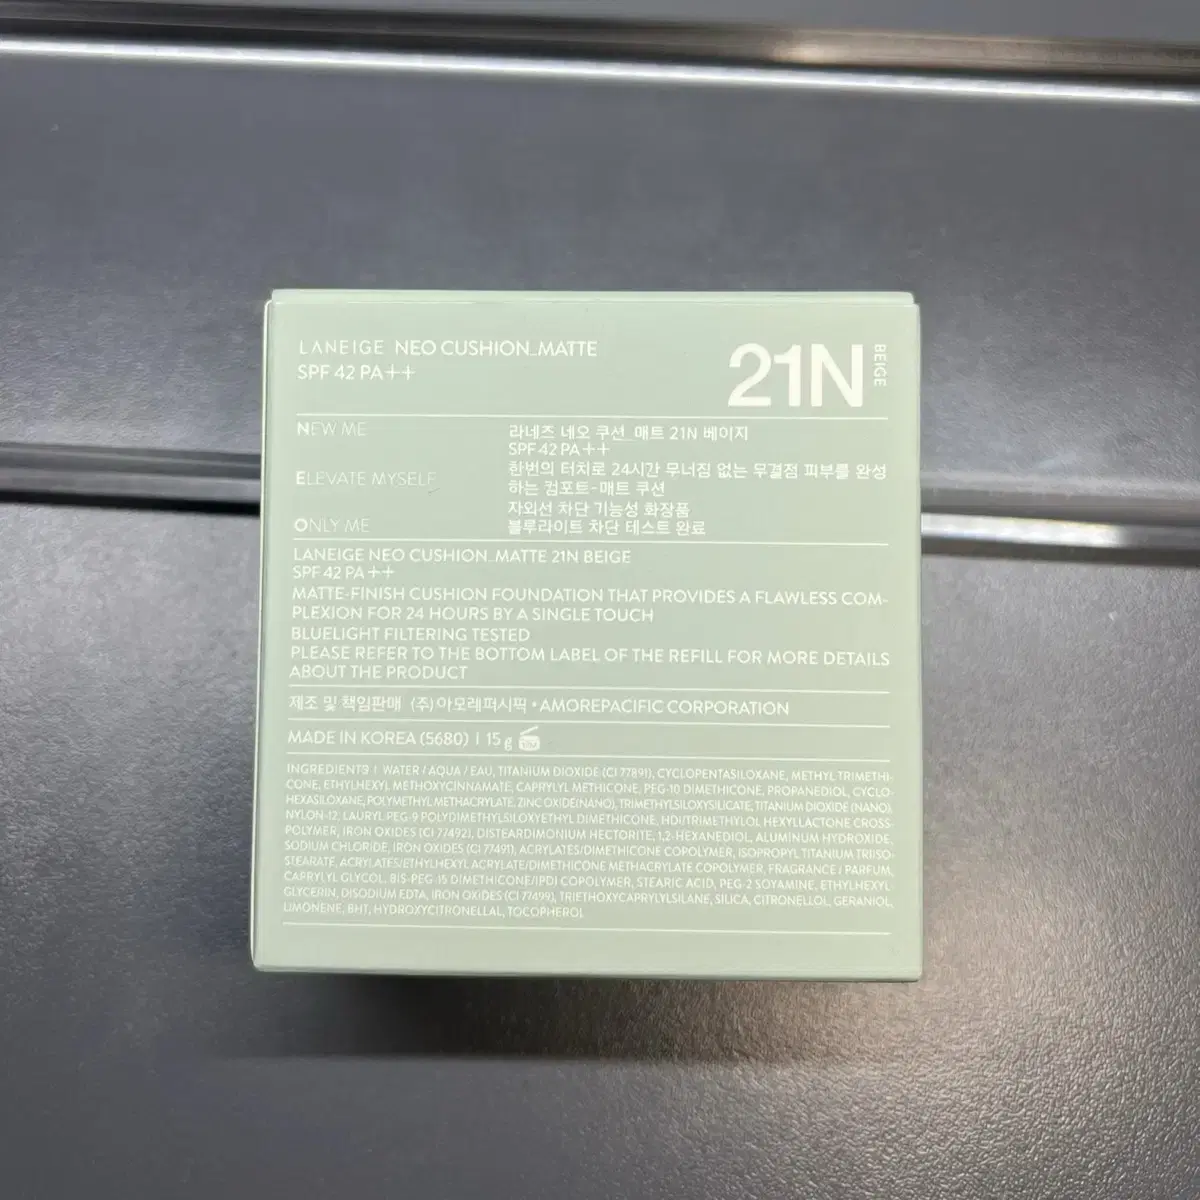 LANEIGE NEO CUSHION_MATTE
SPF 42 PA++
21N BEIGE
NEW ME
ELEVATE MYSELF
ONLY ME
라네즈 네오 쿠션_매트 21N 베이지
SPF 42 PA++
한번의 터치로 24시간 무너짐 없는 무결점 피부를 완성
하는 컴포트-매트 쿠션
자외선 차단 기능성 화장품
블루라이트 차단 테스트 완료
LANEIGE NEO CUSHION_MATTE 21N BEIGE
SPF 42 PA++
MATTE-FINISH CUSHION FOUNDATION THAT PROVIDES A FLAWLESS COM-
PLEXION FOR 24 HOURS BY A SINGLE TOUCH
BLUELIGHT FILTERING TESTED
PLEASE REFER TO THE BOTTOM LABEL OF THE REFILL FOR MORE DETAILS
ABOUT THE PRODUCT
제조 및 책임판매 (주)아모레퍼시픽 • AMOREPACIFIC CORPORATION
MADE IN KOREA (5680) | 15 g
INGREDIENTS | WATER / AQUA / EAU, TITANIUM DIOXIDE (CI 77891), CYCLOPENTASILOXANE, METHYL TRIMETHI-
CONE, ETHYLHEXYL METHOXYCINNAMATE, CAPRYLYL METHICONE, PEG-10 DIMETHICONE, PROPANEDIOL, CYCLO-
HEXASILOXANE, POLYMETHYL METHACRYLATE, ZINC OXIDE(NANO), TRIMETHYLSILOXYSILICATE, TITANIUM DIOXIDE (NANO),
NYLON-12, LAURYL PEG-9 POLYDIMETHYLSILOXYETHYL DIMETHICONE, HDI/TRIMETHYLOL HEXYLLACTONE CROSS-
POLYMER, IRON OXIDES (CI 77492), DISTEARDIMONIUM HECTORITE, 1,2-HEXANEDIOL, ALUMINUM HYDROXIDE,
SODIUM CHLORIDE, IRON OXIDES (CI 77491), ACRYLATES/DIMETHICONE COPOLYMER, ISOPROPYL TITANIUM TRIISO-
STEARATE, ACRYLATES/ETHYLHEXYL ACRYLATE/DIMETHICONE METHACRYLATE COPOLYMER, FRAGRANCE / PARFUM,
CAPRYLYL GLYCOL, BIS-PEG-15 DIMETHICONE/IPDI COPOLYMER, STEARIC ACID, PEG-2 SOYAMINE, ETHYLHEXYL-
GLYCERIN, DISODIUM EDTA, IRON OXIDES (CI 77499), TRIETHOXYCAPRYLYLSILANE, SILICA, CITRONELLOL, GERANIOL,
LIMONENE, BHT, HYDROXYCITRONELLAL, TOCOPHEROL